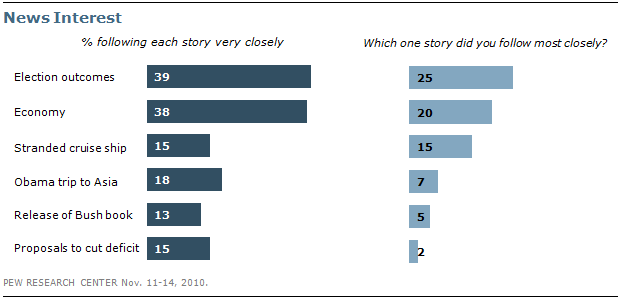 News Interest
% following each story very closely
Which one story did you follow most closely?
Election outcomes 39 25
Economy 38 20
Stranded cruise ship 15 15
Obama trip to Asia 18 7
Release of Bush book 13 5
Proposals to cut deficit 15 2
PEW RESEARCH CENTER Nov. 11-14, 2010.